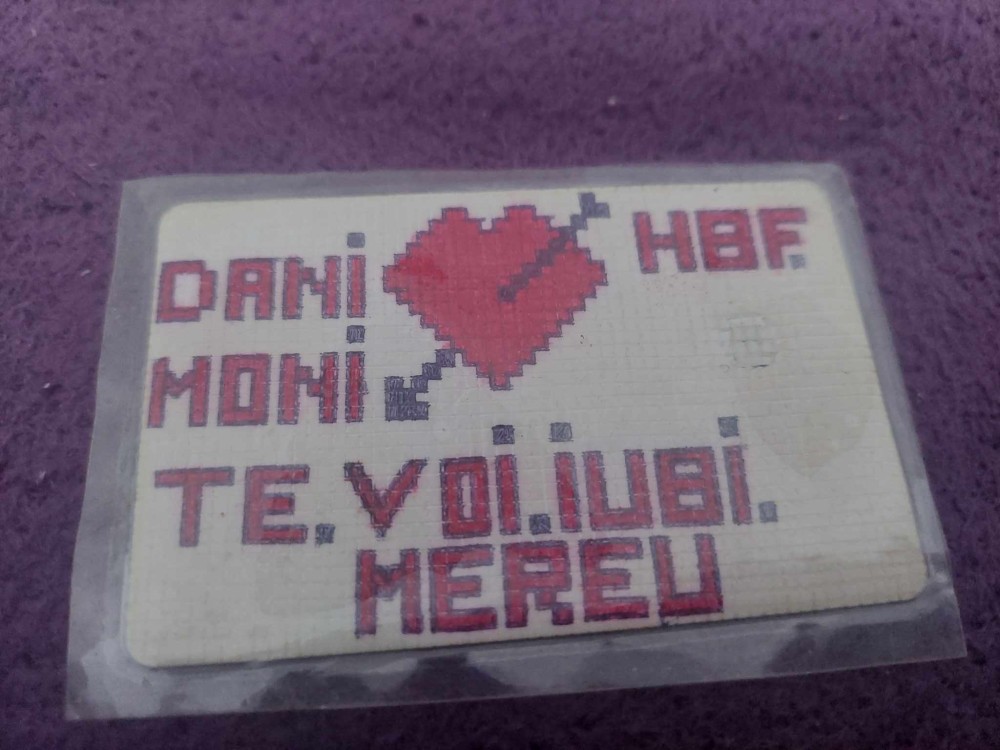 DANi
HBF.
MONi
TE.VOi.iUBi.
MEREU